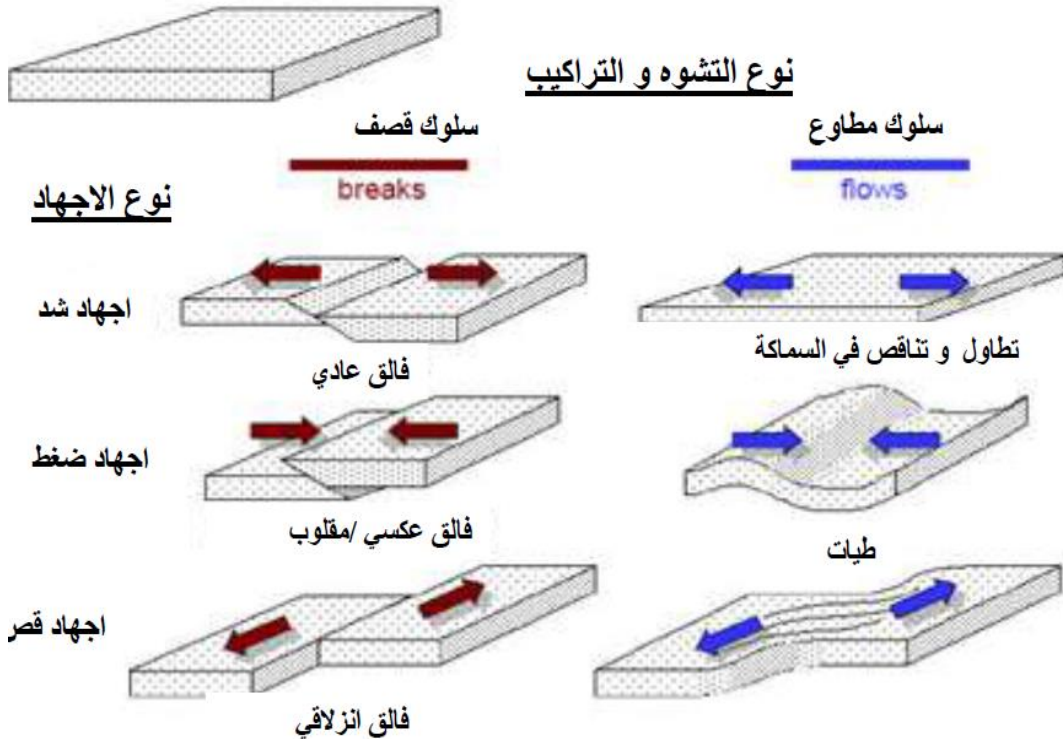 نوع التشوه و التراكيب
سلوك قصف
سلوك مطاوع
breaks
flows
نوع الاجهاد
اجهاد شد
فالق عادي
تطاول و تناقص في السماكة
اجهاد ضغط
فالق عكسي /مقلوب
طيات
اجهاد قص
فالق انزلاقي